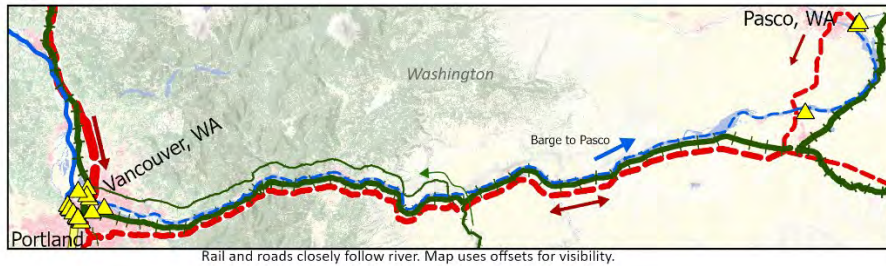 Pasco, WA
Washington
Barge to Pasco
Vancouver, WA
Portland
Rail and roads closely follow river. Map uses offsets for visibility.